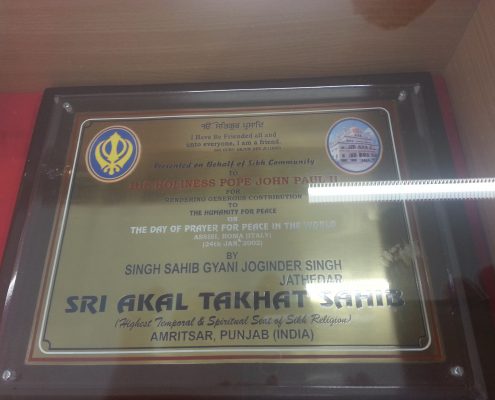 ੴ ਸਤਿਗੁਰ ਪ੍ਰਸਾਦਿ
I Have Be Friended all and
unto everyone, I am a friend.
Presented on Behalf of Sikh Community
TO
HIS HOLINESS POPE JOHN PAUL II
FOR
RENDERING GENEROUS CONTRIBUTION
TO
THE HUMANITY FOR PEACE
ON
THE DAY OF PRAYER FOR PEACE IN THE WORLD
ASSISI, ROMA (ITALY)
(24th JAN, 2002)
BY
SINGH SAHIB GYANI JOGINDER SINGH
JATHEDAR
SRI AKAL TAKHAT SAHIB
(Highest Temporal & Spiritual Seat of Sikh Religion)
AMRITSAR, PUNJAB (INDIA)